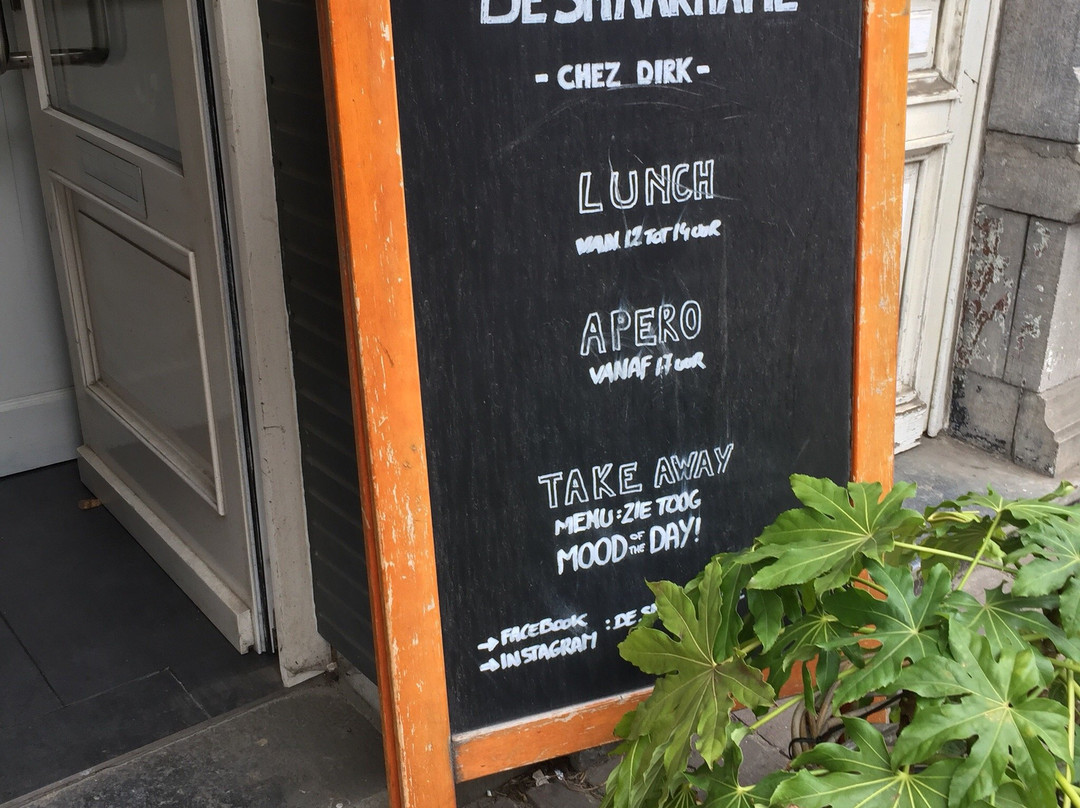 - CHEZ DIRK -
LUNCH
VAN 12 TOT 14 UUR
APERO
VANAF 17 UUR
TAKE AWAY
MENU: ZIE TOOG
MOOD OF THE DAY!
→ FACEBOOK : DE
→ INSTAGRAM